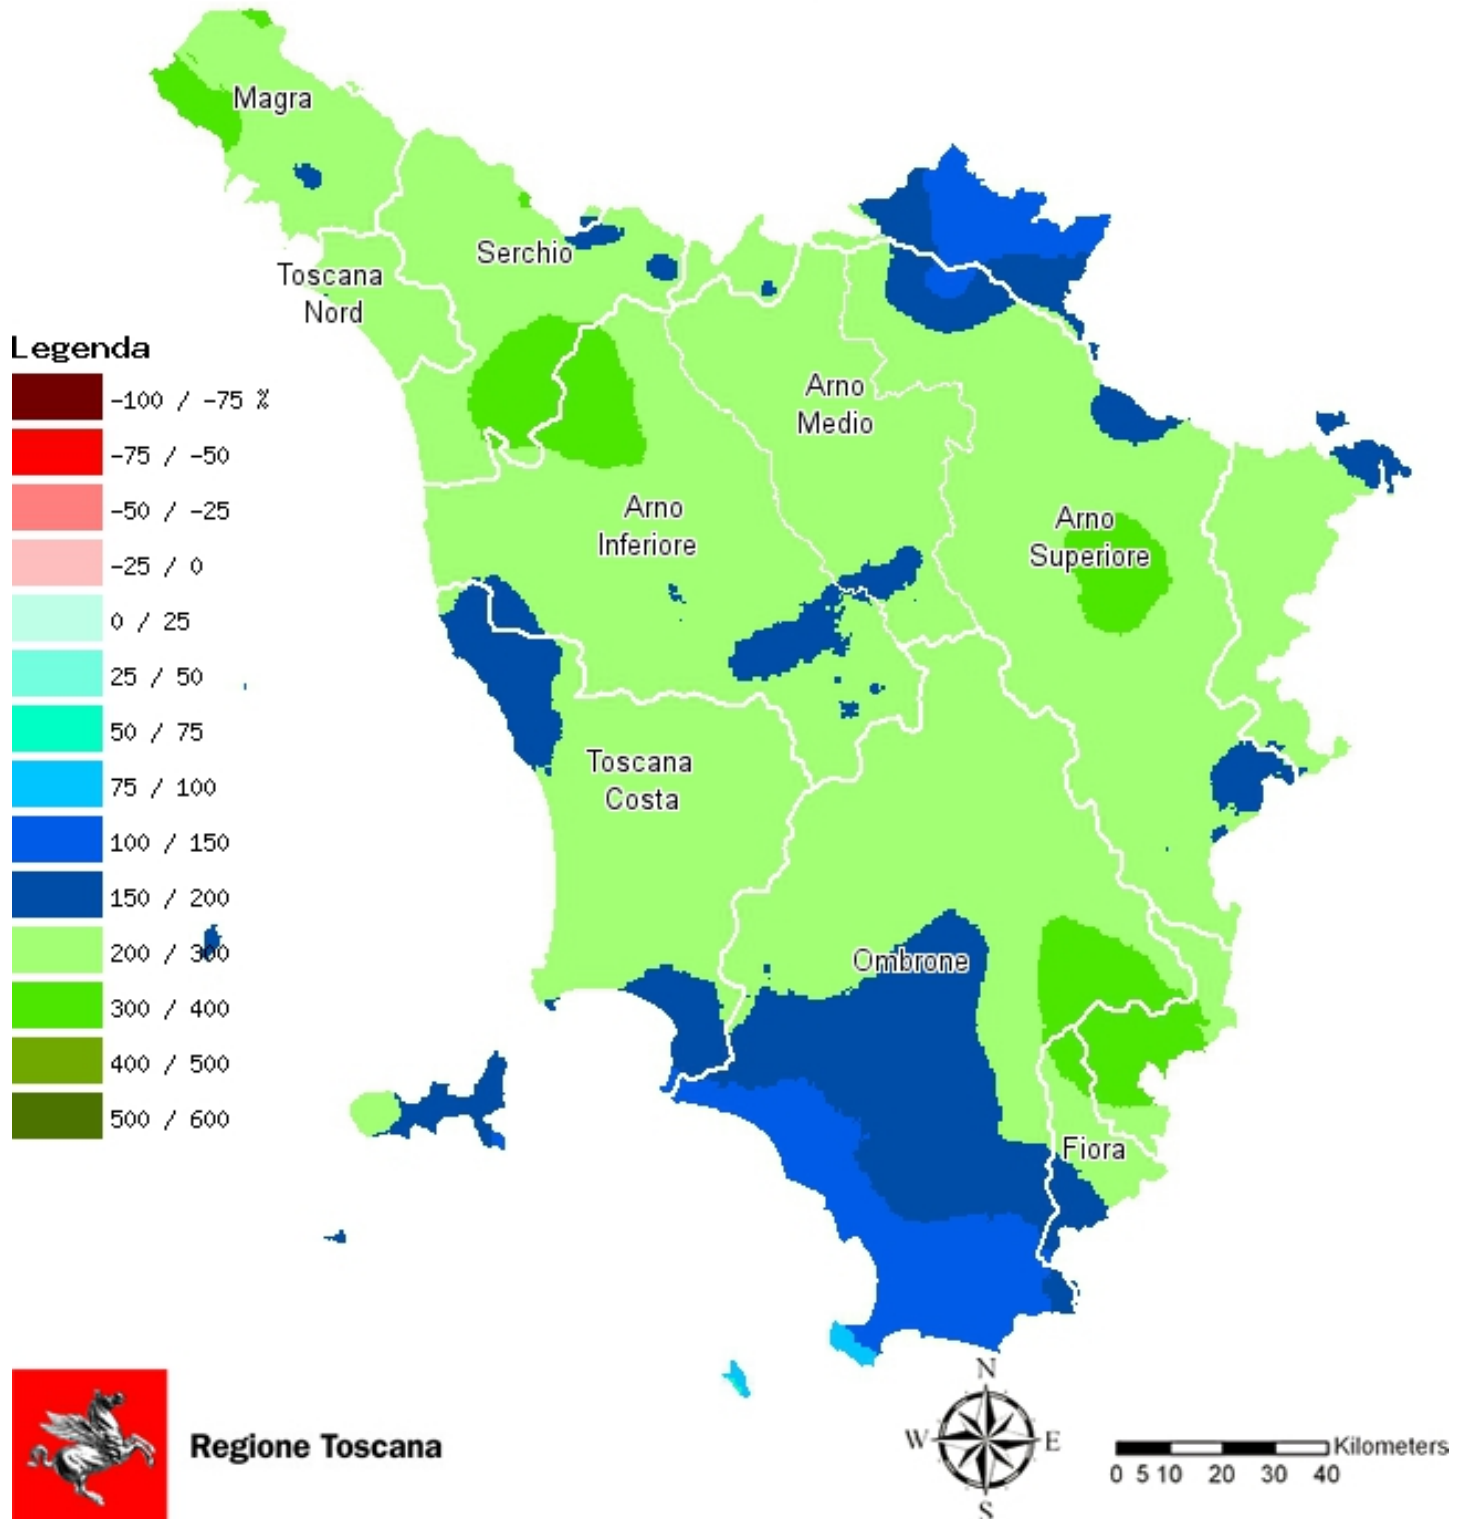 Magra
Serchio
Toscana
Nord
Legenda
-100 / -75 %
-75 / -50
-50 / -25
-25 / 0
0 / 25
25 / 50
50 / 75
75 / 100
100 / 150
150 / 200
200 / 300
300 / 400
400 / 500
500 / 600
Arno
Medio
Arno
Inferiore
Arno
Superiore
Toscana
Costa
Ombrone
Fiora
Regione Toscana
N
W E
S
Kilometers
0 5 10 20 30 40